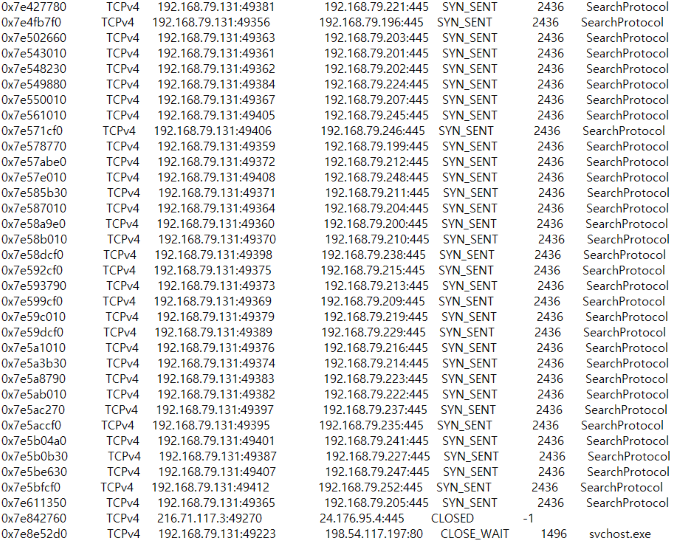 0x7e427780 TCPv4 192.168.79.131:49381 192.168.79.221:445 SYN_SENT 2436 SearchProtocol
0x7e4fb7f0 TCPv4 192.168.79.131:49356 192.168.79.196:445 SYN_SENT 2436 SearchProtocol
0x7e502660 TCPv4 192.168.79.131:49363 192.168.79.203:445 SYN_SENT 2436 SearchProtocol
0x7e543010 TCPv4 192.168.79.131:49361 192.168.79.201:445 SYN_SENT 2436 SearchProtocol
0x7e548230 TCPv4 192.168.79.131:49362 192.168.79.202:445 SYN_SENT 2436 SearchProtocol
0x7e549880 TCPv4 192.168.79.131:49384 192.168.79.224:445 SYN_SENT 2436 SearchProtocol
0x7e550010 TCPv4 192.168.79.131:49367 192.168.79.207:445 SYN_SENT 2436 SearchProtocol
0x7e561010 TCPv4 192.168.79.131:49405 192.168.79.245:445 SYN_SENT 2436 SearchProtocol
0x7e571cf0 TCPv4 192.168.79.131:49406 192.168.79.246:445 SYN_SENT 2436 SearchProtocol
0x7e578770 TCPv4 192.168.79.131:49359 192.168.79.199:445 SYN_SENT 2436 SearchProtocol
0x7e57abe0 TCPv4 192.168.79.131:49372 192.168.79.212:445 SYN_SENT 2436 SearchProtocol
0x7e57e010 TCPv4 192.168.79.131:49408 192.168.79.248:445 SYN_SENT 2436 SearchProtocol
0x7e585b30 TCPv4 192.168.79.131:49371 192.168.79.211:445 SYN_SENT 2436 SearchProtocol
0x7e587010 TCPv4 192.168.79.131:49364 192.168.79.204:445 SYN_SENT 2436 SearchProtocol
0x7e58a9e0 TCPv4 192.168.79.131:49360 192.168.79.200:445 SYN_SENT 2436 SearchProtocol
0x7e58b010 TCPv4 192.168.79.131:49370 192.168.79.210:445 SYN_SENT 2436 SearchProtocol
0x7e58dcf0 TCPv4 192.168.79.131:49398 192.168.79.238:445 SYN_SENT 2436 SearchProtocol
0x7e592cf0 TCPv4 192.168.79.131:49375 192.168.79.215:445 SYN_SENT 2436 SearchProtocol
0x7e593790 TCPv4 192.168.79.131:49373 192.168.79.213:445 SYN_SENT 2436 SearchProtocol
0x7e599cf0 TCPv4 192.168.79.131:49369 192.168.79.209:445 SYN_SENT 2436 SearchProtocol
0x7e59c010 TCPv4 192.168.79.131:49379 192.168.79.219:445 SYN_SENT 2436 SearchProtocol
0x7e59dcf0 TCPv4 192.168.79.131:49389 192.168.79.229:445 SYN_SENT 2436 SearchProtocol
0x7e5a1010 TCPv4 192.168.79.131:49376 192.168.79.216:445 SYN_SENT 2436 SearchProtocol
0x7e5a3b30 TCPv4 192.168.79.131:49374 192.168.79.214:445 SYN_SENT 2436 SearchProtocol
0x7e5a8790 TCPv4 192.168.79.131:49383 192.168.79.223:445 SYN_SENT 2436 SearchProtocol
0x7e5ab010 TCPv4 192.168.79.131:49382 192.168.79.222:445 SYN_SENT 2436 SearchProtocol
0x7e5ac270 TCPv4 192.168.79.131:49397 192.168.79.237:445 SYN_SENT 2436 SearchProtocol
0x7e5accf0 TCPv4 192.168.79.131:49395 192.168.79.235:445 SYN_SENT 2436 SearchProtocol
0x7e5b04a0 TCPv4 192.168.79.131:49401 192.168.79.241:445 SYN_SENT 2436 SearchProtocol
0x7e5b0b30 TCPv4 192.168.79.131:49387 192.168.79.227:445 SYN_SENT 2436 SearchProtocol
0x7e5be630 TCPv4 192.168.79.131:49407 192.168.79.247:445 SYN_SENT 2436 SearchProtocol
0x7e5bfcf0 TCPv4 192.168.79.131:49412 192.168.79.252:445 SYN_SENT 2436 SearchProtocol
0x7e611350 TCPv4 192.168.79.131:49365 192.168.79.205:445 SYN_SENT 2436 SearchProtocol
0x7e842760 TCPv4 216.71.117.3:49270 24.176.95.4:445 CLOSED -1
0x7e8e52d0 TCPv4 192.168.79.131:49223 198.54.117.197:80 CLOSE_WAIT 1496 svchost.exe